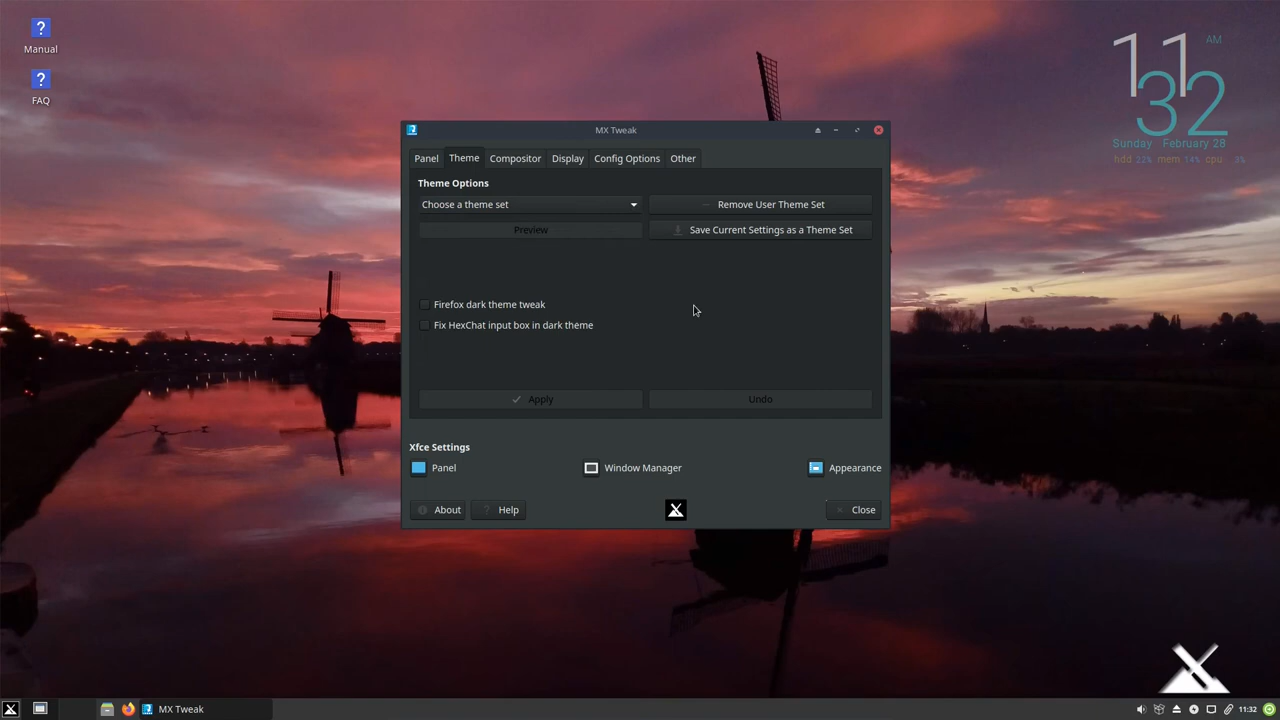 Manual
FAQ
11 AM
32
Sunday February 28
hdd 22% mem 14% cpu 3%
MX Tweak
Panel Theme Compositor Display Config Options Other
Theme Options
Choose a theme set
Remove User Theme Set
Preview
Save Current Settings as a Theme Set
Firefox dark theme tweak
Fix HexChat input box in dark theme
Apply
Undo
Xfce Settings
Panel
Window Manager
Appearance
About
Help
Close
MX Tweak
11:32